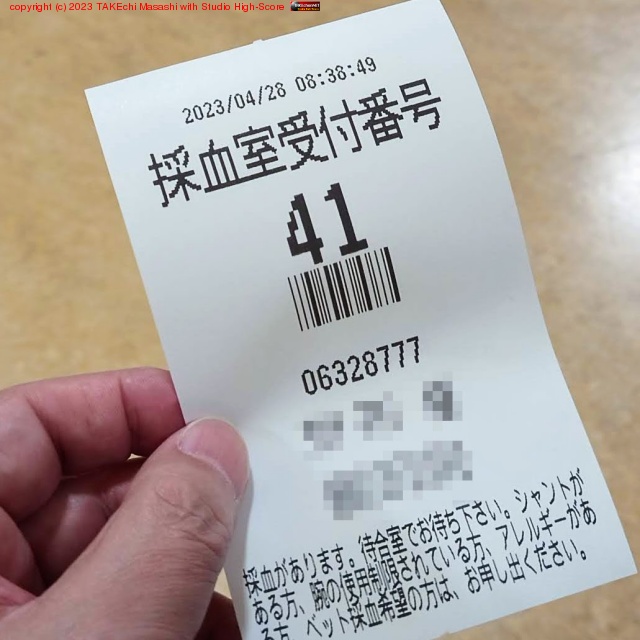 copyright (c) 2023 TAKEchi Masashi with Studio High-Score
2023/04/28 08:38:49
採血室受付番号
41
06328777
採血があります。待合室でお待ち下さい。シャントが
ある方、腕の使用制限されている方、アレルギーがあ
る方、ベット採血希望の方は、お申し出ください。